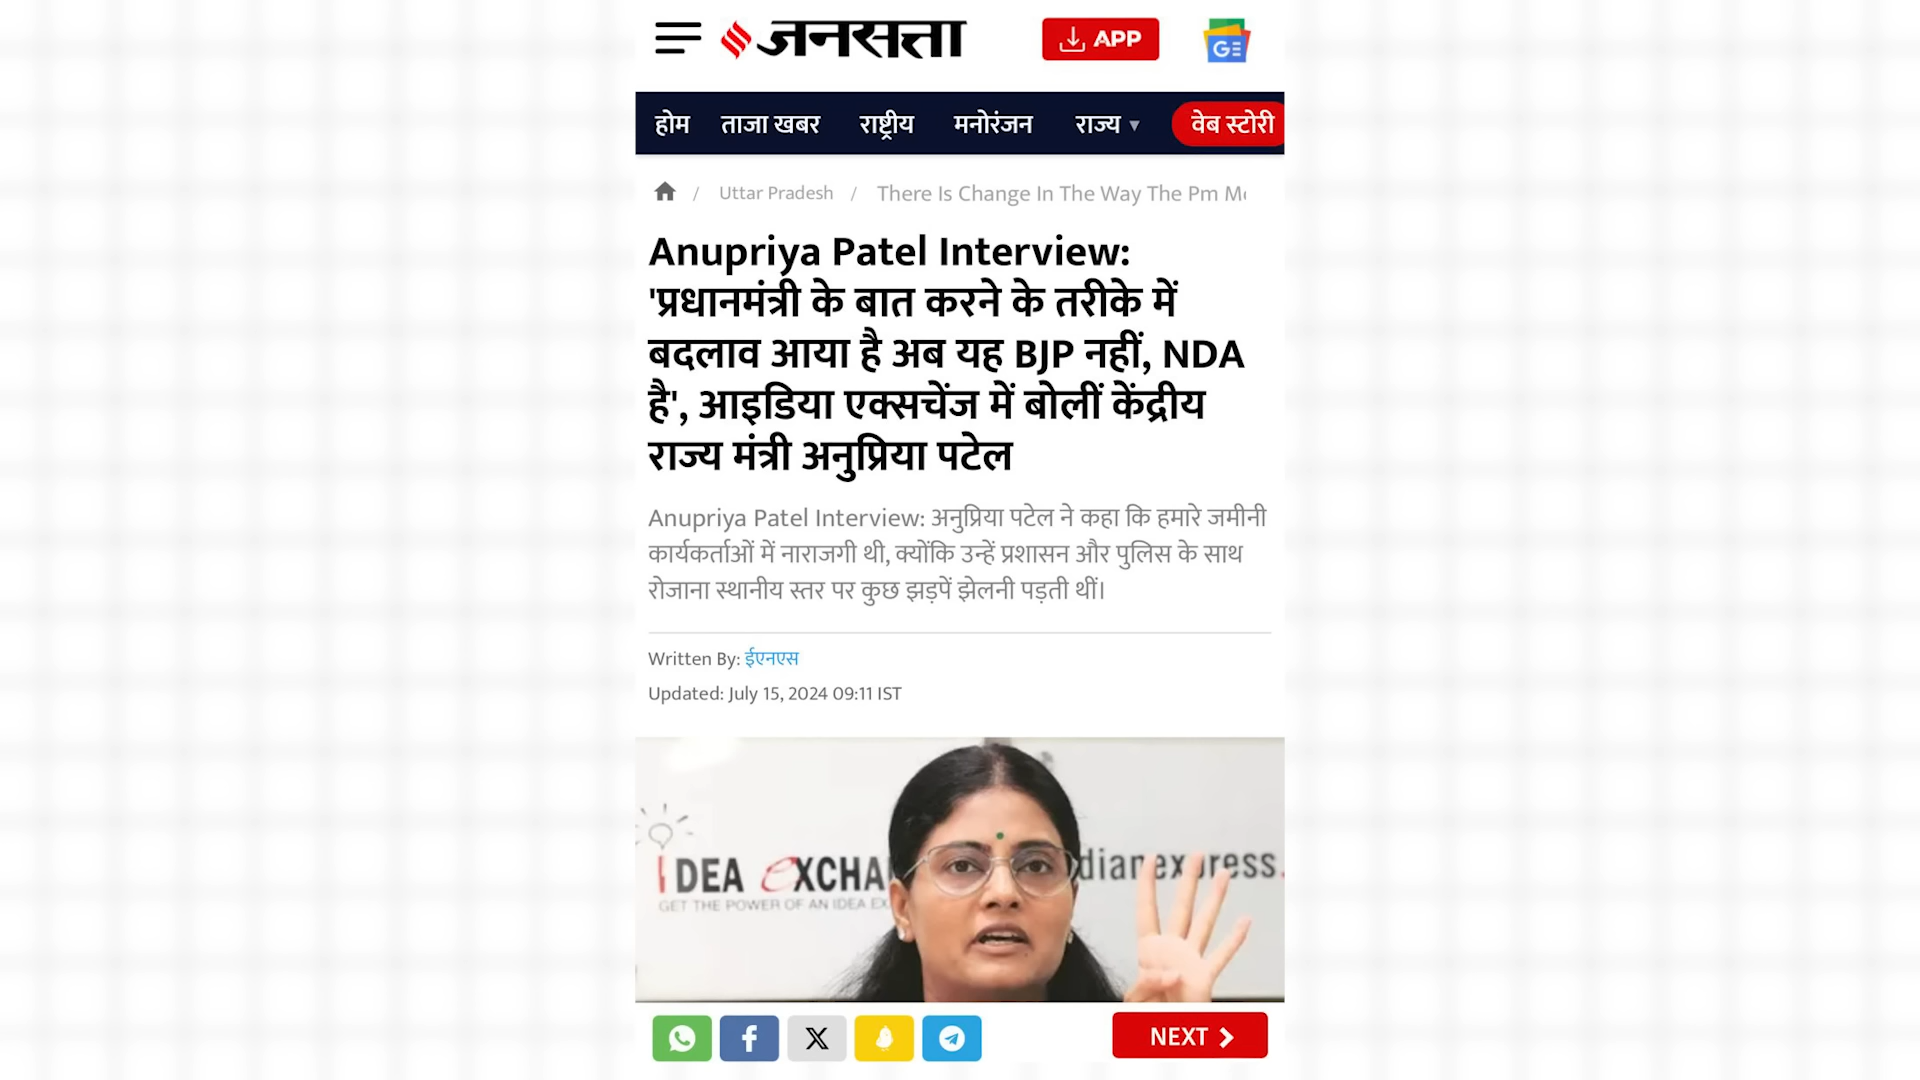 जनसत्ता
APP
GE
होम ताजा खबर राष्ट्रीय मनोरंजन राज्य ▾ वेब स्टोरी
/ Uttar Pradesh / There Is Change In The Way The Pm
Anupriya Patel Interview:
'प्रधानमंत्री के बात करने के तरीके में
बदलाव आया है अब यह BJP नहीं, NDA
है', आइडिया एक्सचेंज में बोलीं केंद्रीय
राज्य मंत्री अनुप्रिया पटेल
Anupriya Patel Interview: अनुप्रिया पटेल ने कहा कि हमारे जमीनी
कार्यकर्ताओं में नाराजगी थी, क्योंकि उन्हें प्रशासन और पुलिस के साथ
रोजाना स्थानीय स्तर पर कुछ झड़पें झेलनी पड़ती थीं।
Written By: ईएनएस
Updated: July 15, 2024 09:11 IST
IDEA eXCHA
GET THE POWER OF AN IDEA EX
dianexpress.
NEXT